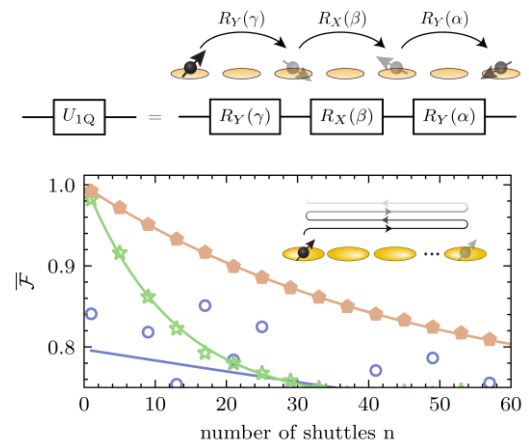 R_Y(γ) R_X(β) R_Y(α)
U_1Q = R_Y(γ) R_X(β) R_Y(α)
1.0
0.9
0.8
F
0 10 20 30 40 50 60
number of shuttles n